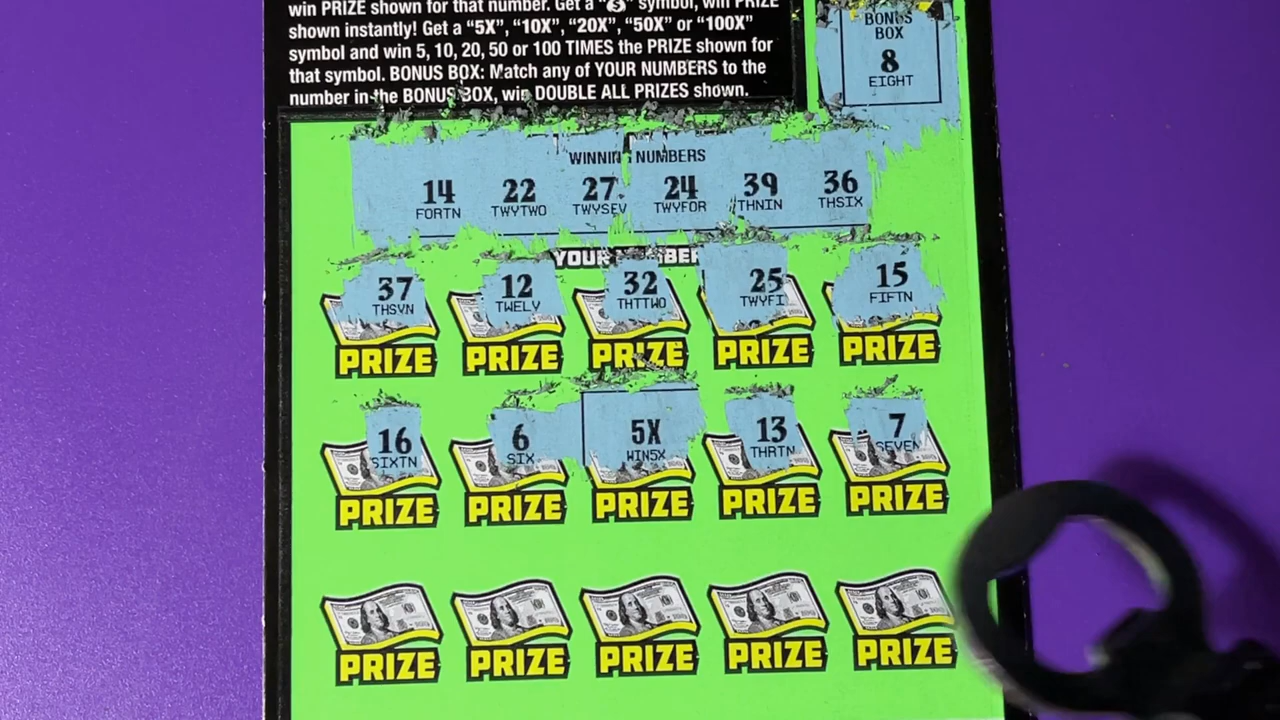 win PRIZE shown for that number. Get a "$" symbol, win PRIZE
shown instantly! Get a "5X", "10X", "20X", "50X" or "100X"
symbol and win 5, 10, 20, 50 or 100 TIMES the PRIZE shown for
that symbol. BONUS BOX: Match any of YOUR NUMBERS to the
number in the BONUS BOX, win DOUBLE ALL PRIZES shown.
BONUS
BOX
8
EIGHT
WINNING NUMBERS
14 22 27 24 39 36
FORTN TWYTWO TWYSEV TWYFOR THNIN THSIX
YOUR NUMBER
37 12 32 25 15
THSVN TWELV THTTWO TWYFI FIFTN
PRIZE PRIZE PRIZE PRIZE PRIZE
16 6 5X 13 7
SIXTN SIX WIN5X THRTN SEVEN
PRIZE PRIZE PRIZE PRIZE PRIZE
PRIZE PRIZE PRIZE PRIZE PRIZE